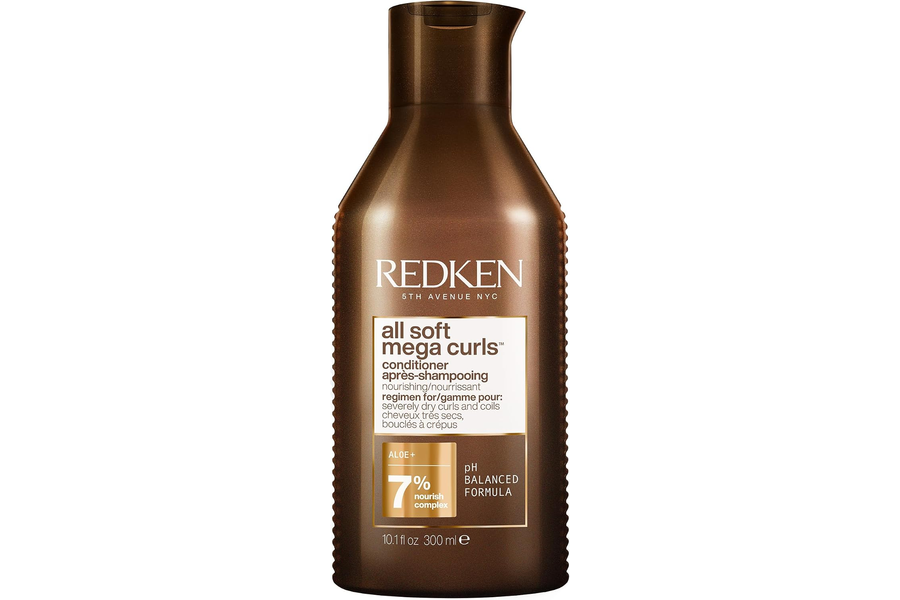 REDKEN
5TH AVENUE NYC
all soft
mega curls™
conditioner
après-shampooing
nourishing/nourrissant
regimen for/gamme pour:
severely dry curls and coils
cheveux très secs,
bouclés à crépus
ALOE+
7%
nourish
complex
pH
BALANCED
FORMULA
10.1 fl oz 300 ml ℮